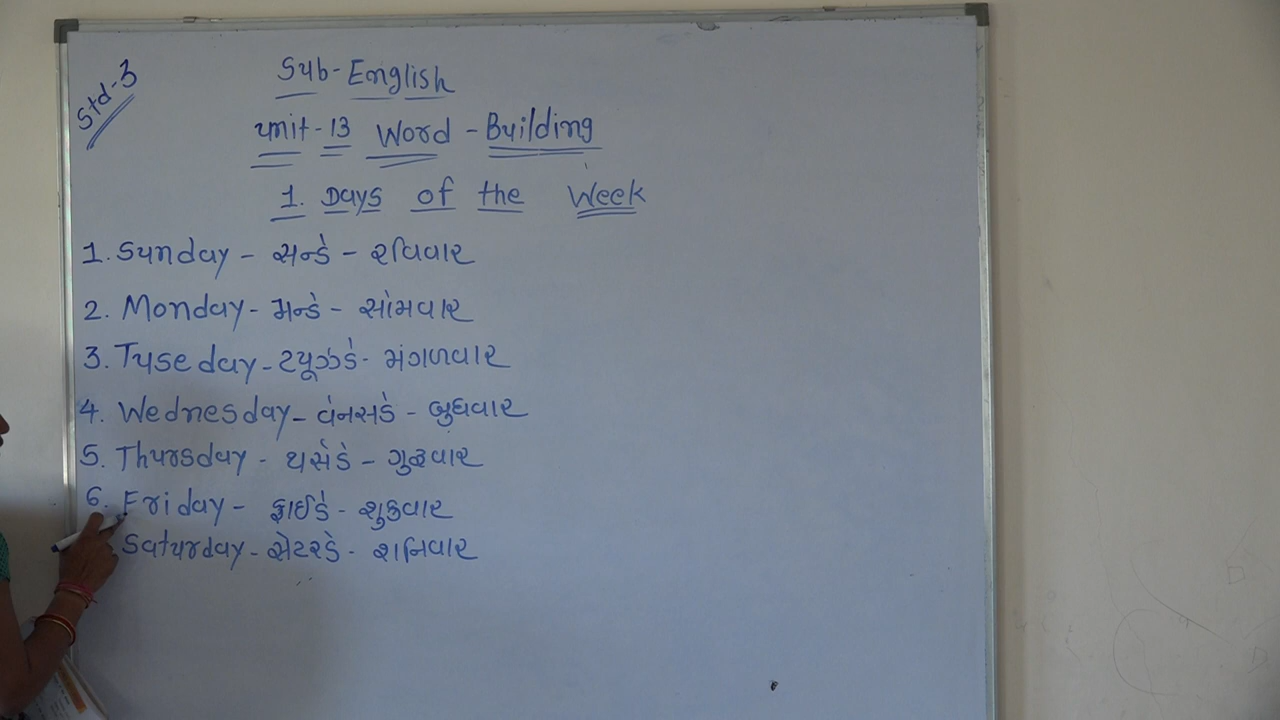 Std-3
Sub-English
Unit-13 Word-Building
1. Days of the Week
1. Sunday - સન્ડે - રવિવાર
2. Monday - મન્ડે - સોમવાર
3. Tuseday - ટયૂઝડે - મંગળવાર
4. Wednesday - વેનસડે - બુધવાર
5. Thursday - થર્સડે - ગુરૂવાર
6. Friday - ફ્રાઈડે - શુક્રવાર
Saturday - સેટરડે - શનિવાર